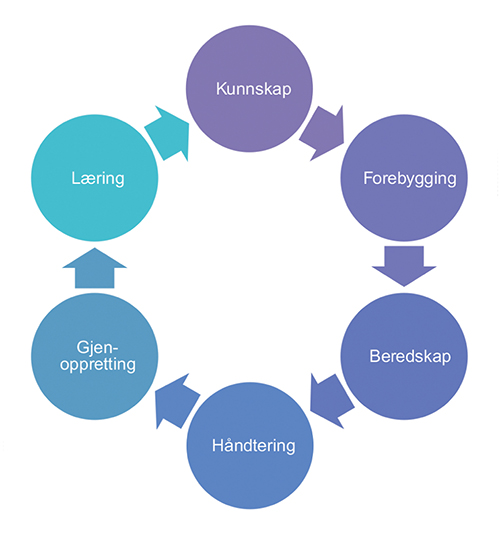 Kunnskap
Forebygging
Beredskap
Håndtering
Gjen-
oppretting
Læring